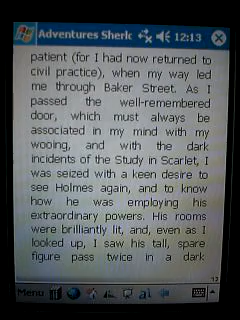 Adventures Sherlc 12:13
patient (for I had now returned to
civil practice), when my way led
me through Baker Street. As I
passed the well-remembered
door, which must always be
associated in my mind with my
wooing, and with the dark
incidents of the Study in Scarlet, I
was seized with a keen desire to
see Holmes again, and to know
how he was employing his
extraordinary powers. His rooms
were brilliantly lit, and, even as I
looked up, I saw his tall, spare
figure pass twice in a dark
Menu